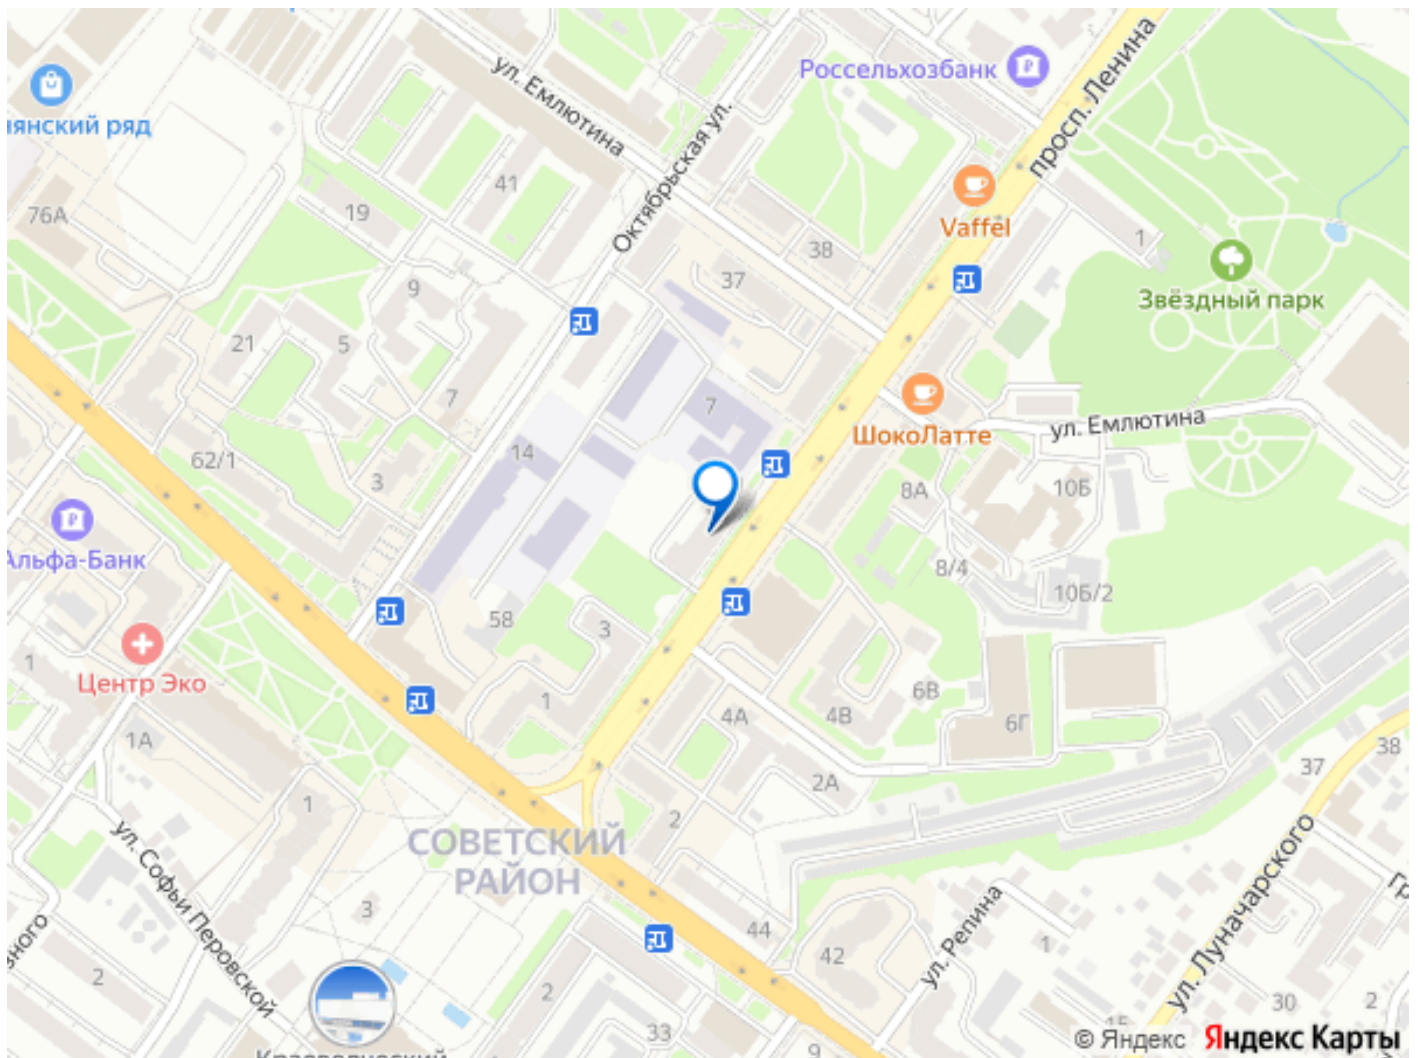 Россельхозбанк
просп. Ленина
ул. Емлютина
нянский ряд
Октябрьская ул.
41
19
76А
Vaffel
38
37
1
Звёздный парк
9
21
5
7
7
ШокоЛатте
ул. Емлютина
62/1
3
14
8А
10Б
Альфа-Банк
8/4
10Б/2
58
3
1
Центр Эко
1
6В
4А
4В
6Г
1А
2А
37
38
1
2
СОВЕТСКИЙ
РАЙОН
ул. Софьи Перовской
ул. Луначарского
3
44
42
ул. Репина
1
2
2
30
2
33
9
© Яндекс Яндекс Карты